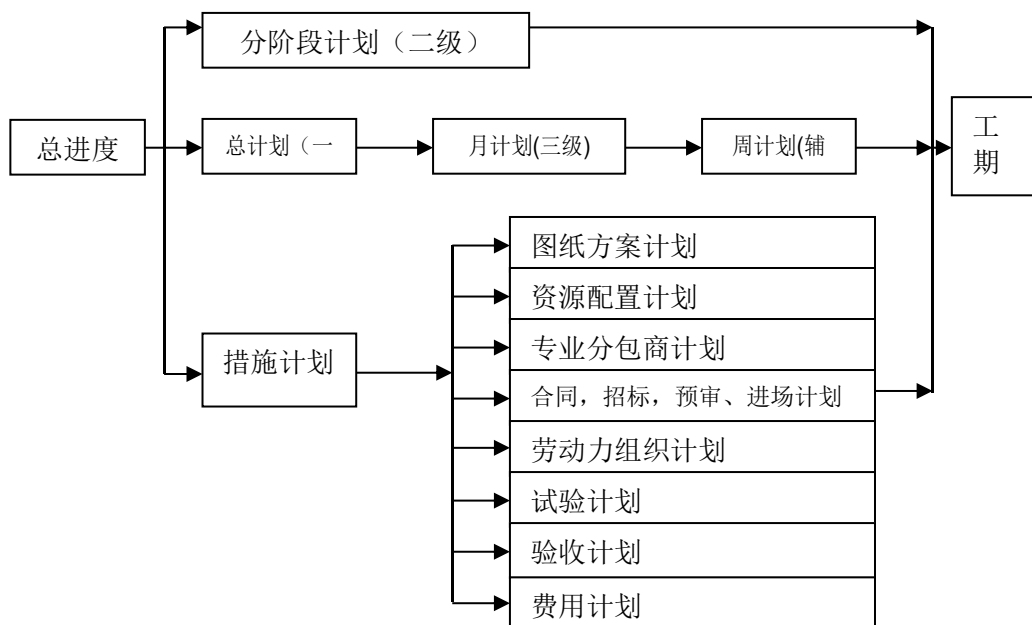 分阶段计划（二级）
总进度
总计划（一
月计划(三级)
周计划(辅
工
期
措施计划
图纸方案计划
资源配置计划
专业分包商计划
合同，招标，预审、进场计划
劳动力组织计划
试验计划
验收计划
费用计划